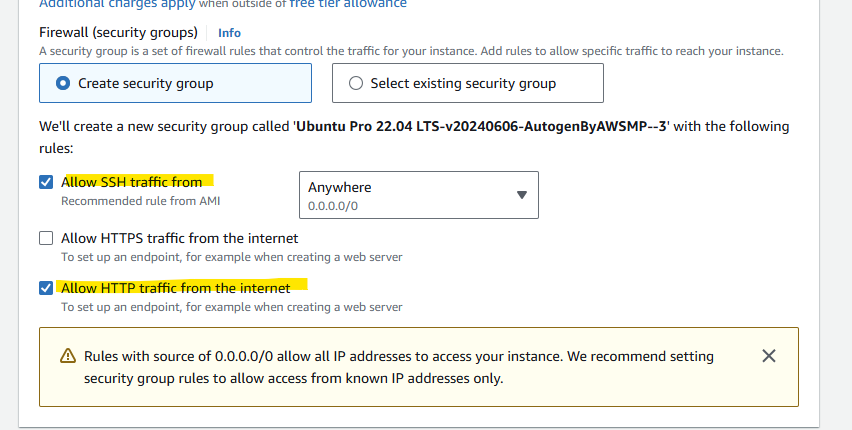 Additional charges apply when outside of free tier allowance
Firewall (security groups) Info
A security group is a set of firewall rules that control the traffic for your instance. Add rules to allow specific traffic to reach your instance.
Create security group
Select existing security group
We'll create a new security group called 'Ubuntu Pro 22.04 LTS-v20240606-AutogenByAWSMP--3' with the following
rules:
Allow SSH traffic from
Recommended rule from AMI
Anywhere
0.0.0.0/0
Allow HTTPS traffic from the internet
To set up an endpoint, for example when creating a web server
Allow HTTP traffic from the internet
To set up an endpoint, for example when creating a web server
Rules with source of 0.0.0.0/0 allow all IP addresses to access your instance. We recommend setting
security group rules to allow access from known IP addresses only.